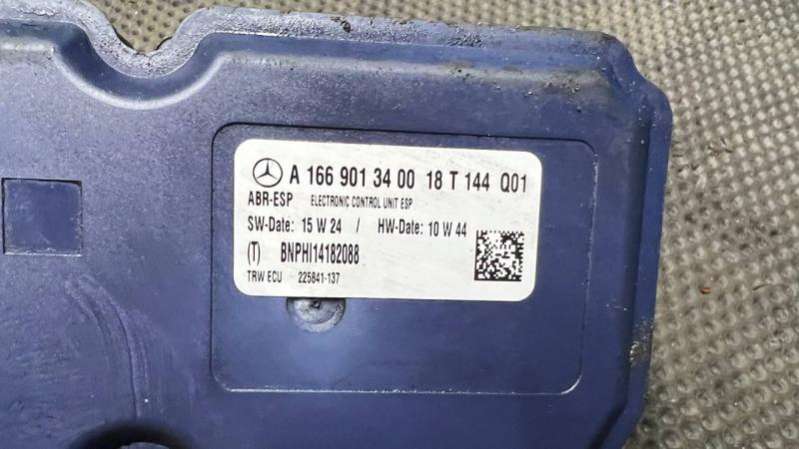 A 166 901 34 00 18 T 144 Q01
ABR-ESP ELECTRONIC CONTROL UNIT ESP
SW-Date: 15 W 24 / HW-Date: 10 W 44
(T) BNPHI14182088
TRW ECU 225841-137